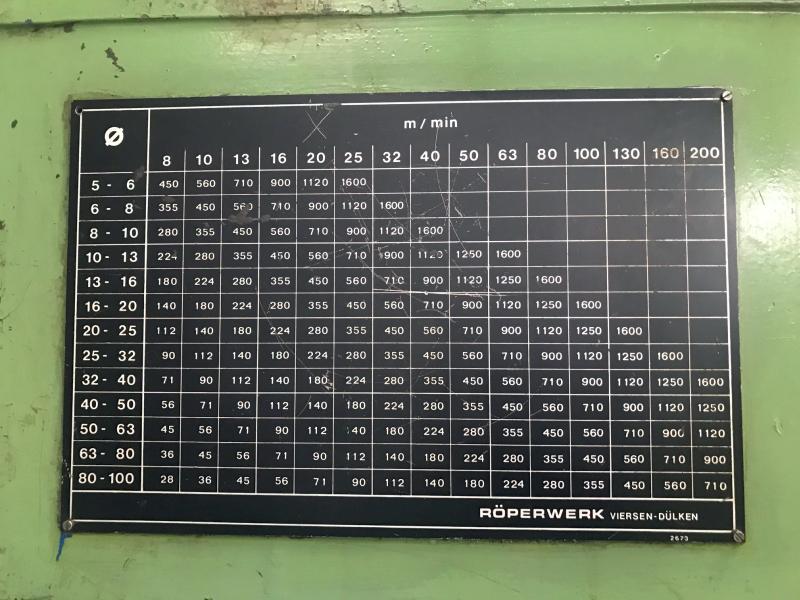 Ø m/min
8 10 13 16 20 25 32 40 50 63 80 100 130 160 200
5 - 6 450 560 710 900 1120 1600
6 - 8 355 450 560 710 900 1120 1600
8 - 10 280 355 450 560 710 900 1120 1600
10 - 13 224 280 355 450 560 710 900 1120 1250 1600
13 - 16 180 224 280 355 450 560 710 900 1120 1250 1600
16 - 20 140 180 224 280 355 450 560 710 900 1120 1250 1600
20 - 25 112 140 180 224 280 355 450 560 710 900 1120 1250 1600
25 - 32 90 112 140 180 224 280 355 450 560 710 900 1120 1250 1600
32 - 40 71 90 112 140 180 224 280 355 450 560 710 900 1120 1250 1600
40 - 50 56 71 90 112 140 180 224 280 355 450 560 710 900 1120 1250
50 - 63 45 56 71 90 112 140 180 224 280 355 450 560 710 900 1120
63 - 80 36 45 56 71 90 112 140 180 224 280 355 450 560 710 900
80 - 100 28 36 45 56 71 90 112 140 180 224 280 355 450 560 710
RÖPERWERK VIERSEN-DÜLKEN
2673